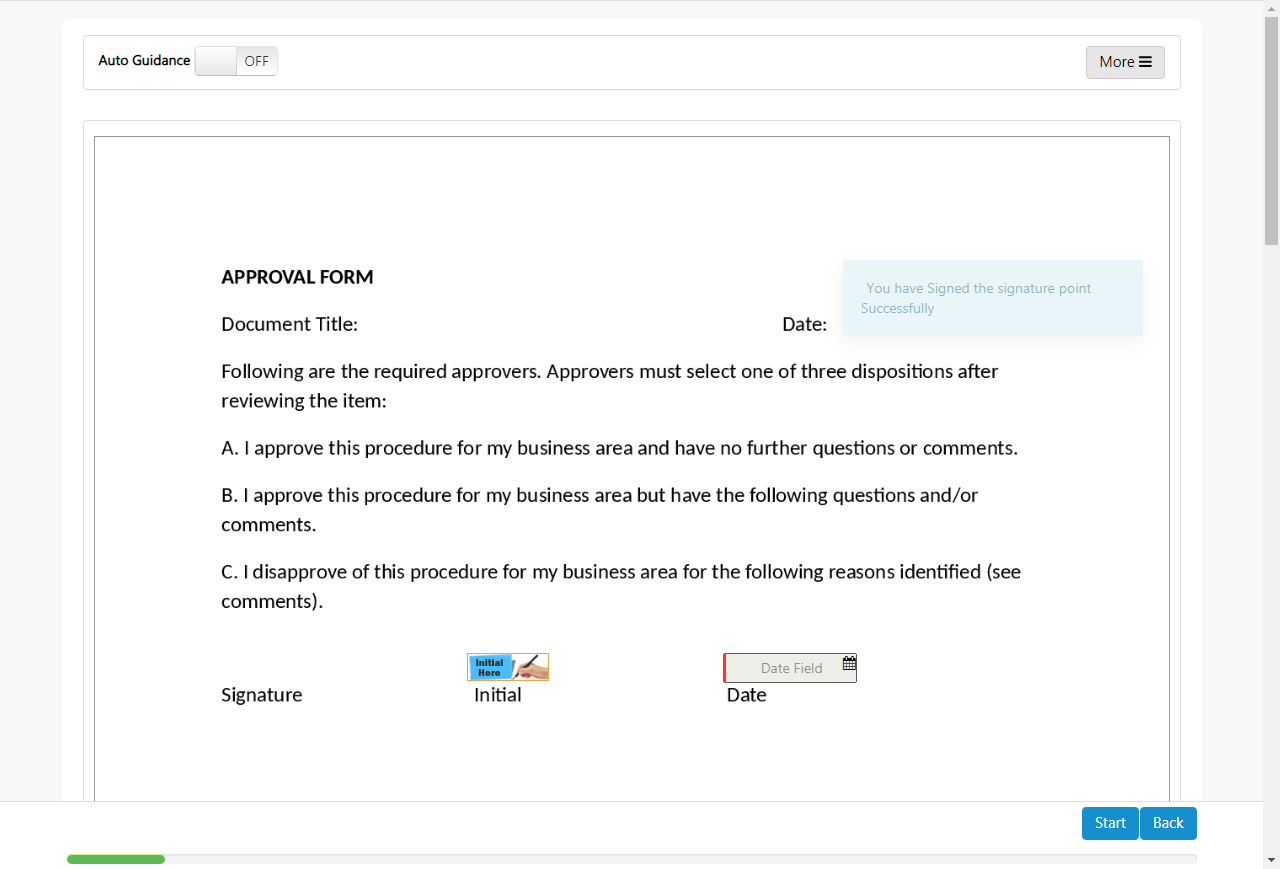 Auto Guidance OFF More
APPROVAL FORM
You have Signed the signature point
Successfully
Document Title: Date:
Following are the required approvers. Approvers must select one of three dispositions after
reviewing the item:
A. I approve this procedure for my business area and have no further questions or comments.
B. I approve this procedure for my business area but have the following questions and/or
comments.
C. I disapprove of this procedure for my business area for the following reasons identified (see
comments).
Initial
Here
Date Field
Signature Initial Date
Start Back